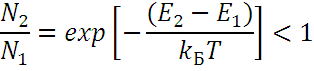 N₂/N₁ = exp[−(E₂ − E₁)/(k_Б T)] < 1